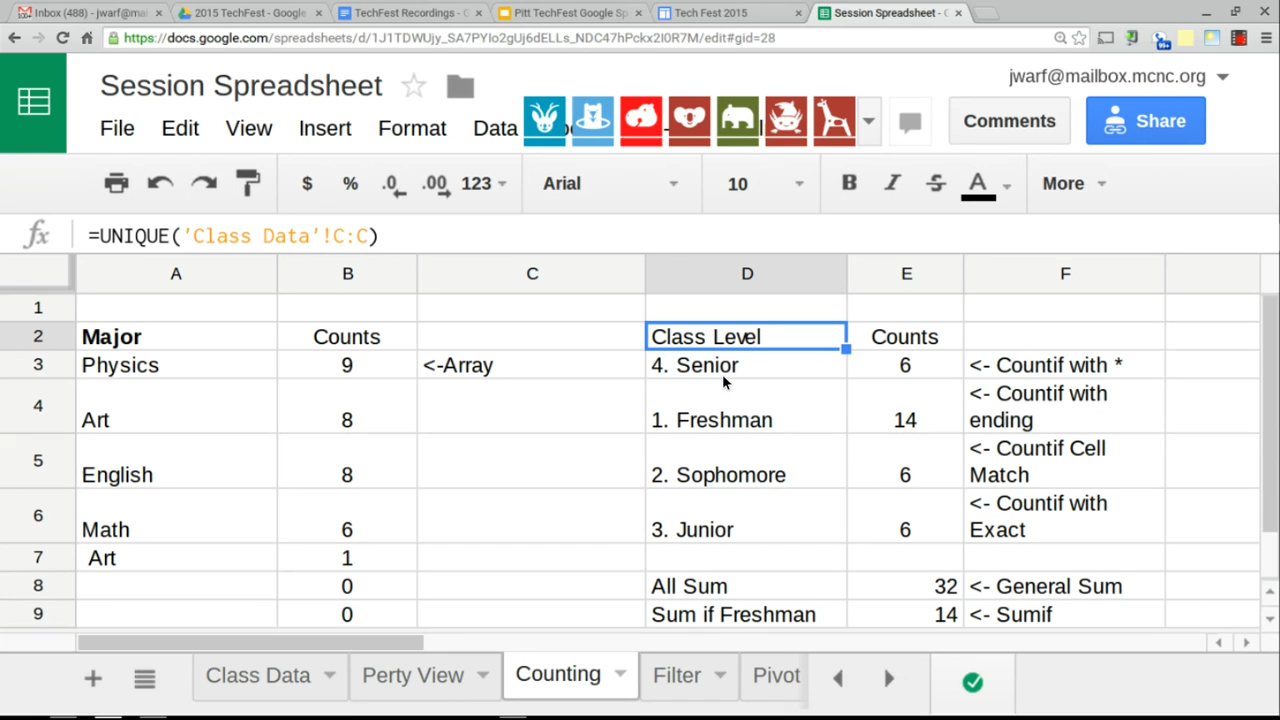 Inbox (488) - jwarf@mai
2015 TechFest - Google
TechFest Recordings - G
Pitt TechFest Google Sp
Tech Fest 2015
Session Spreadsheet - G
https://docs.google.com/spreadsheets/d/1J1TDWUjy_SA7PYIo2gUj6dELLs_NDC47hPckx2I0R7M/edit#gid=28
99+
Session Spreadsheet
jwarf@mailbox.mcnc.org
File Edit View Insert Format Data
Comments Share
$ % .0 .00 123 Arial 10 B I S A More
fx =UNIQUE('Class Data'!C:C)
A B C D E F
1
2 Major Counts Class Level Counts
3 Physics 9 <-Array 4. Senior 6 <- Countif with *
4 Art 8 1. Freshman 14 <- Countif with
ending
5 English 8 2. Sophomore 6 <- Countif Cell
Match
6 Math 6 3. Junior 6 <- Countif with
Exact
7 Art 1
8 0 All Sum 32 <- General Sum
9 0 Sum if Freshman 14 <- Sumif
Class Data Perty View Counting Filter Pivot